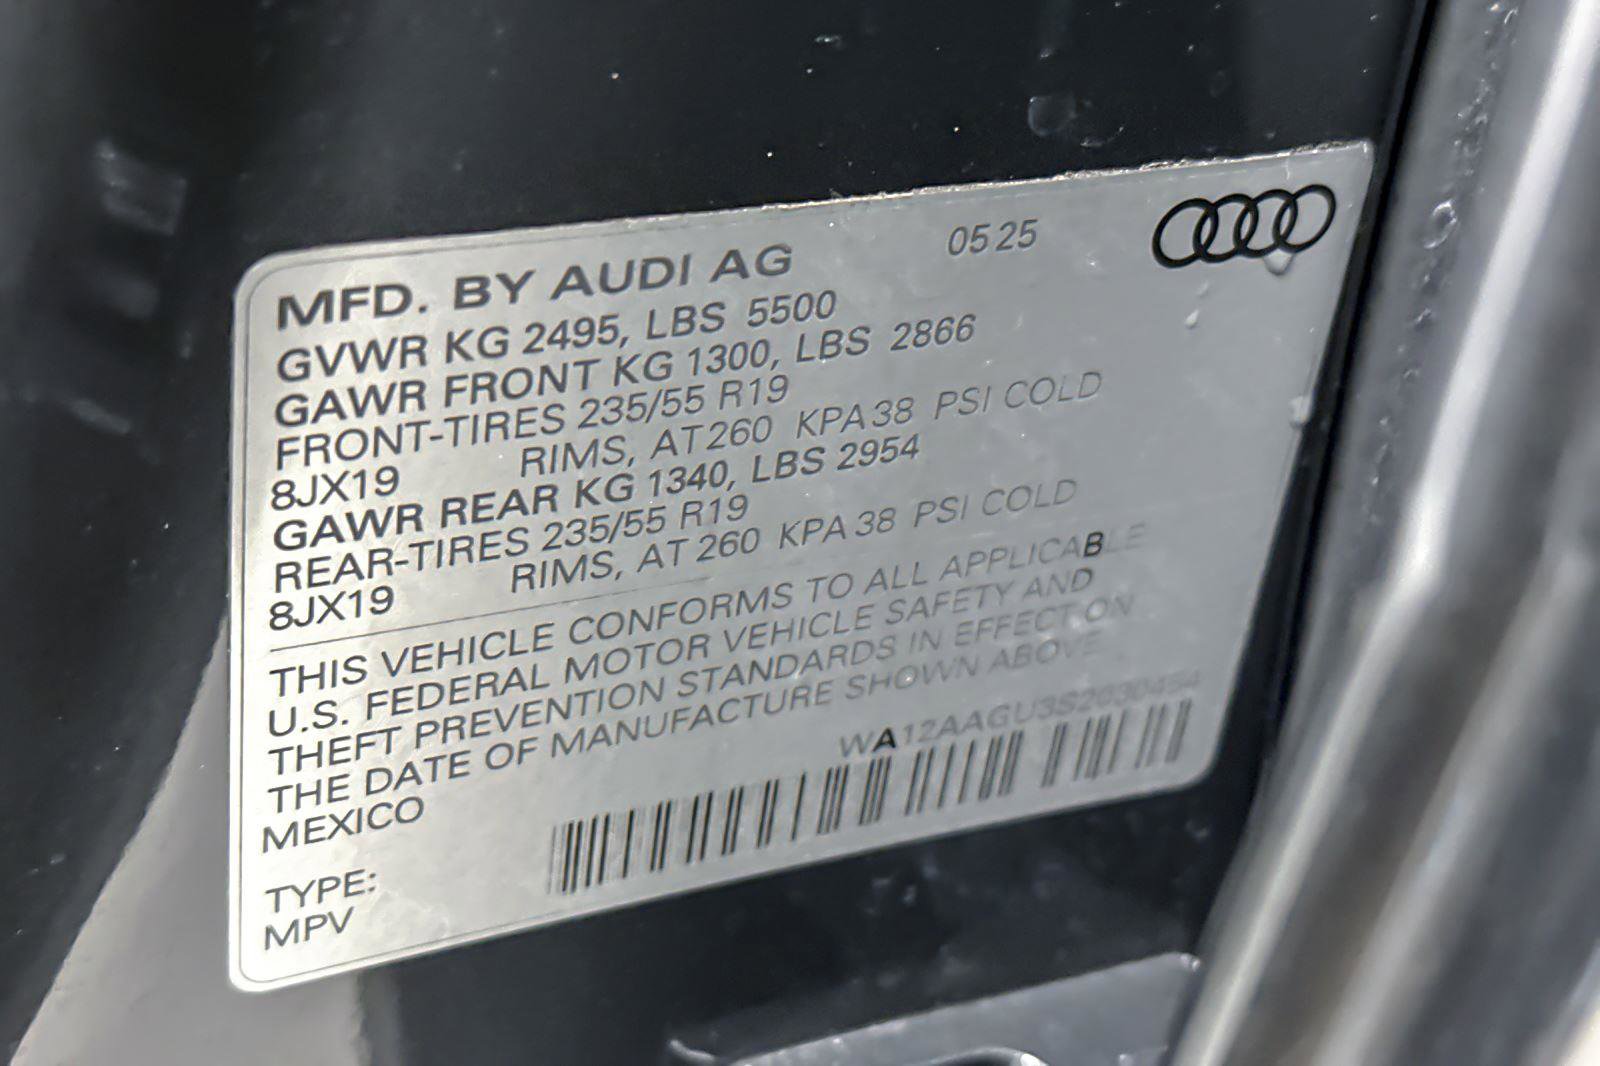 MFD. BY AUDI AG 0525
GVWR KG 2495, LBS 5500
GAWR FRONT KG 1300, LBS 2866
FRONT-TIRES 235/55 R19
8JX19 RIMS, AT 260 KPA 38 PSI COLD
GAWR REAR KG 1340, LBS 2954
REAR-TIRES 235/55 R19
8JX19 RIMS, AT 260 KPA 38 PSI COLD
THIS VEHICLE CONFORMS TO ALL APPLICABLE
U.S. FEDERAL MOTOR VEHICLE SAFETY AND
THEFT PREVENTION STANDARDS IN EFFECT ON
THE DATE OF MANUFACTURE SHOWN ABOVE.
MEXICO
TYPE:
MPV